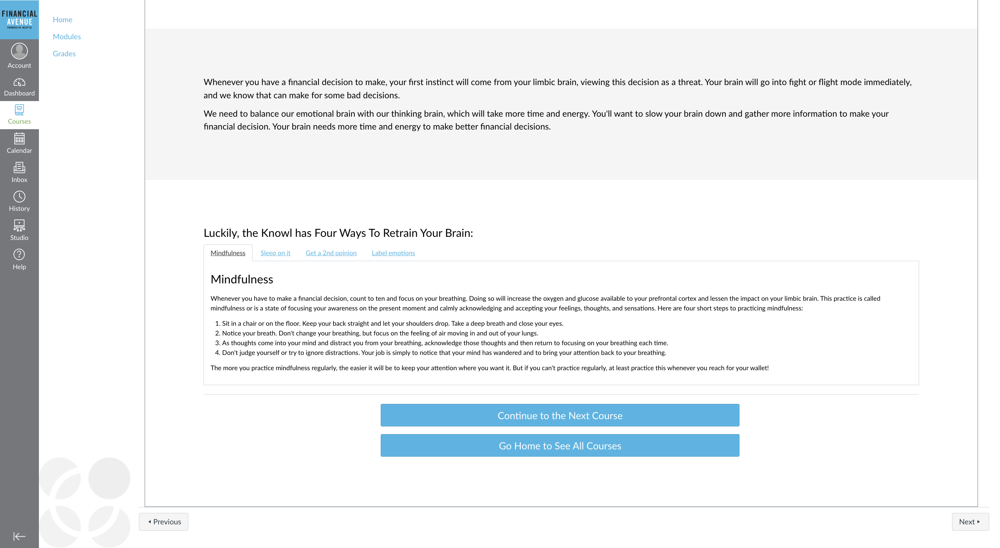 FINANCIAL
AVENUE
POWERED BY INCEPTIA
Account
Dashboard
Courses
Calendar
Inbox
History
Studio
Help
Home
Modules
Grades
Whenever you have a financial decision to make, your first instinct will come from your limbic brain, viewing this decision as a threat. Your brain will go into fight or flight mode immediately,
and we know that can make for some bad decisions.
We need to balance our emotional brain with our thinking brain, which will take more time and energy. You'll want to slow your brain down and gather more information to make your
financial decision. Your brain needs more time and energy to make better financial decisions.
Luckily, the Knowl has Four Ways To Retrain Your Brain:
Mindfulness Sleep on it Get a 2nd opinion Label emotions
Mindfulness
Whenever you have to make a financial decision, count to ten and focus on your breathing. Doing so will increase the oxygen and glucose available to your prefrontal cortex and lessen the impact on your limbic brain. This practice is called
mindfulness or is a state of focusing your awareness on the present moment and calmly acknowledging and accepting your feelings, thoughts, and sensations. Here are four short steps to practicing mindfulness:
1. Sit in a chair or on the floor. Keep your back straight and let your shoulders drop. Take a deep breath and close your eyes.
2. Notice your breath. Don't change your breathing, but focus on the feeling of air moving in and out of your lungs.
3. As thoughts come into your mind and distract you from your breathing, acknowledge those thoughts and then return to focusing on your breathing each time.
4. Don't judge yourself or try to ignore distractions. Your job is simply to notice that your mind has wandered and to bring your attention back to your breathing.
The more you practice mindfulness regularly, the easier it will be to keep your attention where you want it. But if you can't practice regularly, at least practice this whenever you reach for your wallet!
Continue to the Next Course
Go Home to See All Courses
Previous
Next